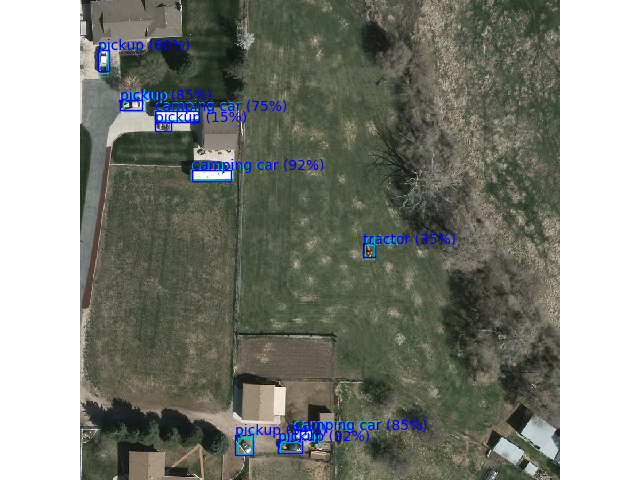 pickup (60%)
pickup (85%)
camping car (75%)
pickup (15%)
camping car (92%)
tractor (35%)
camping car (85%)
pickup
pickup (92%)